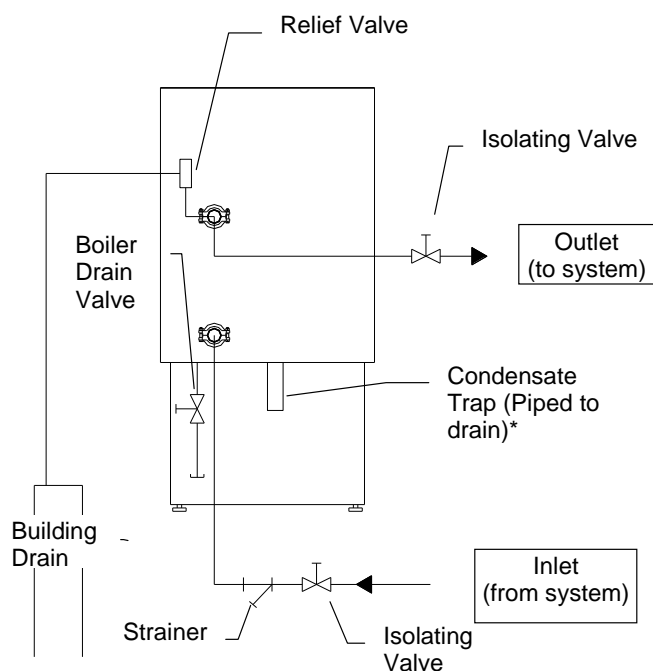 Relief Valve
Isolating Valve
Boiler
Drain
Valve
Outlet
(to system)
Condensate
Trap (Piped to
drain)*
Building
Drain
Inlet
(from system)
Strainer
Isolating
Valve